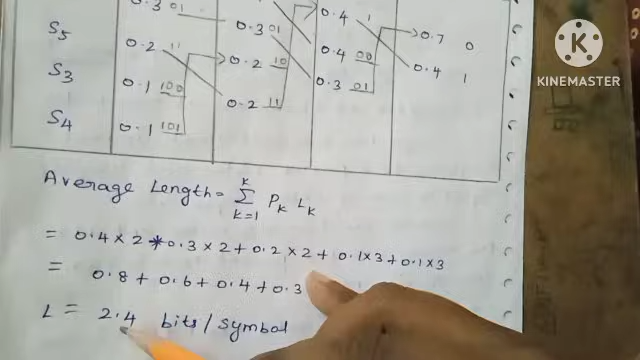 0.3 01 0.3 01 0.4 1 0.7 0
S5 0.2 11 0.2 10 0.4 00 0.4 1
S3 0.1 100 0.2 11 0.3 01
S4 0.1 101
KINEMASTER
Average Length = K Σ k=1 Pk Lk
= 0.4 × 2 * 0.3 × 2 + 0.2 × 2 + 0.1 × 3 + 0.1 × 3
= 0.8 + 0.6 + 0.4 + 0.3
L = 2.4 bits/symbol